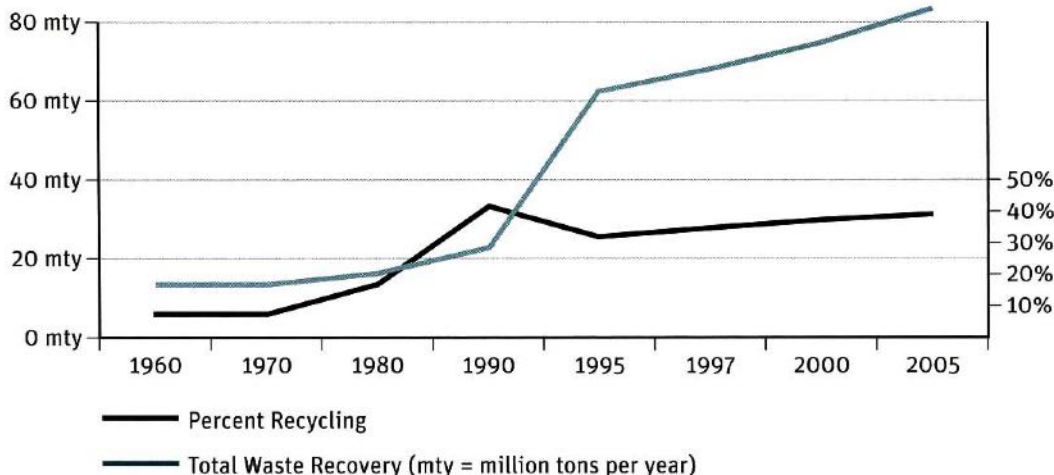 80 mty
60 mty
40 mty
20 mty
0 mty
50%
40%
30%
20%
10%
1960 1970 1980 1990 1995 1997 2000 2005
Percent Recycling
Total Waste Recovery (mty = million tons per year)